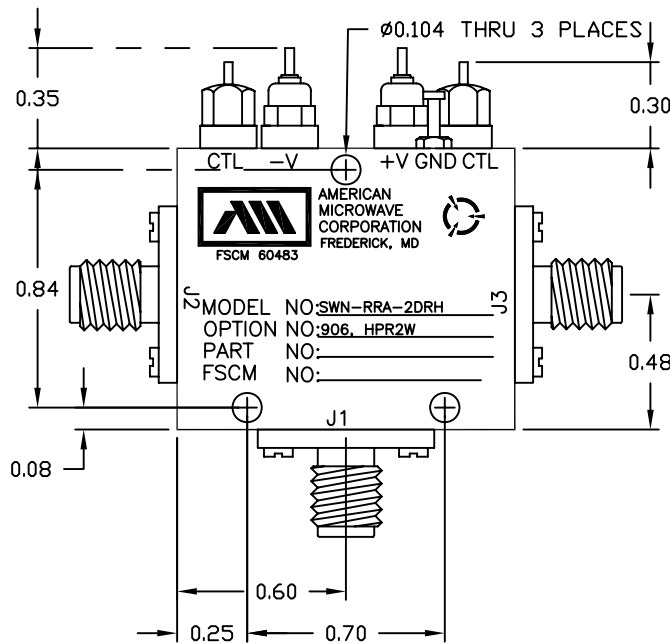 Ø0.104 THRU 3 PLACES
0.35
0.30
CTL -V +V GND CTL
AMERICAN
MICROWAVE
CORPORATION
FREDERICK, MD
FSCM 60483
0.84
J2
J3
MODEL NO: SWN-RRA-2DRH
OPTION NO: 906, HPR2W
PART NO:
FSCM NO:
0.48
J1
0.08
0.60
0.25
0.70